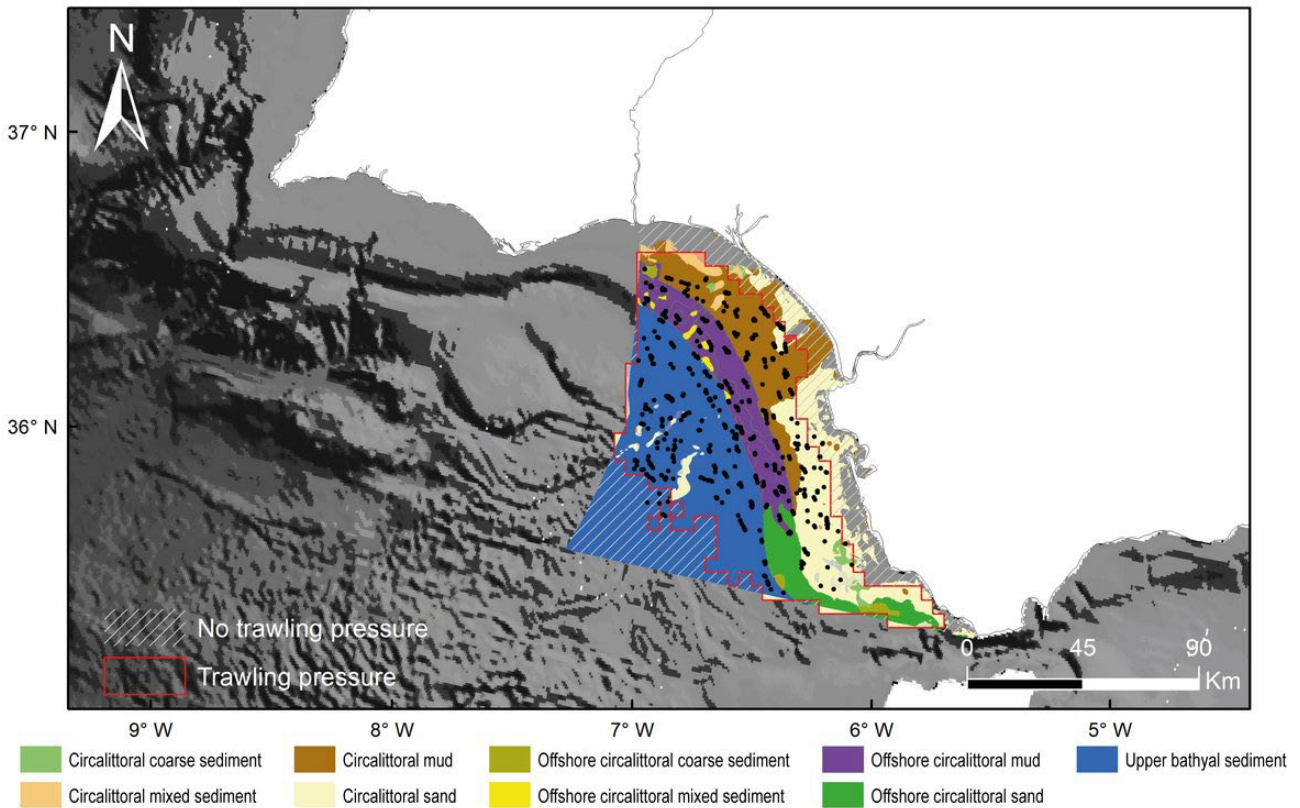 N
37° N
36° N
No trawling pressure
Trawling pressure
0 45 90
Km
9° W 8° W 7° W 6° W 5° W
Circalittoral coarse sediment Circalittoral mud Offshore circalittoral coarse sediment Offshore circalittoral mud Upper bathyal sediment
Circalittoral mixed sediment Circalittoral sand Offshore circalittoral mixed sediment Offshore circalittoral sand